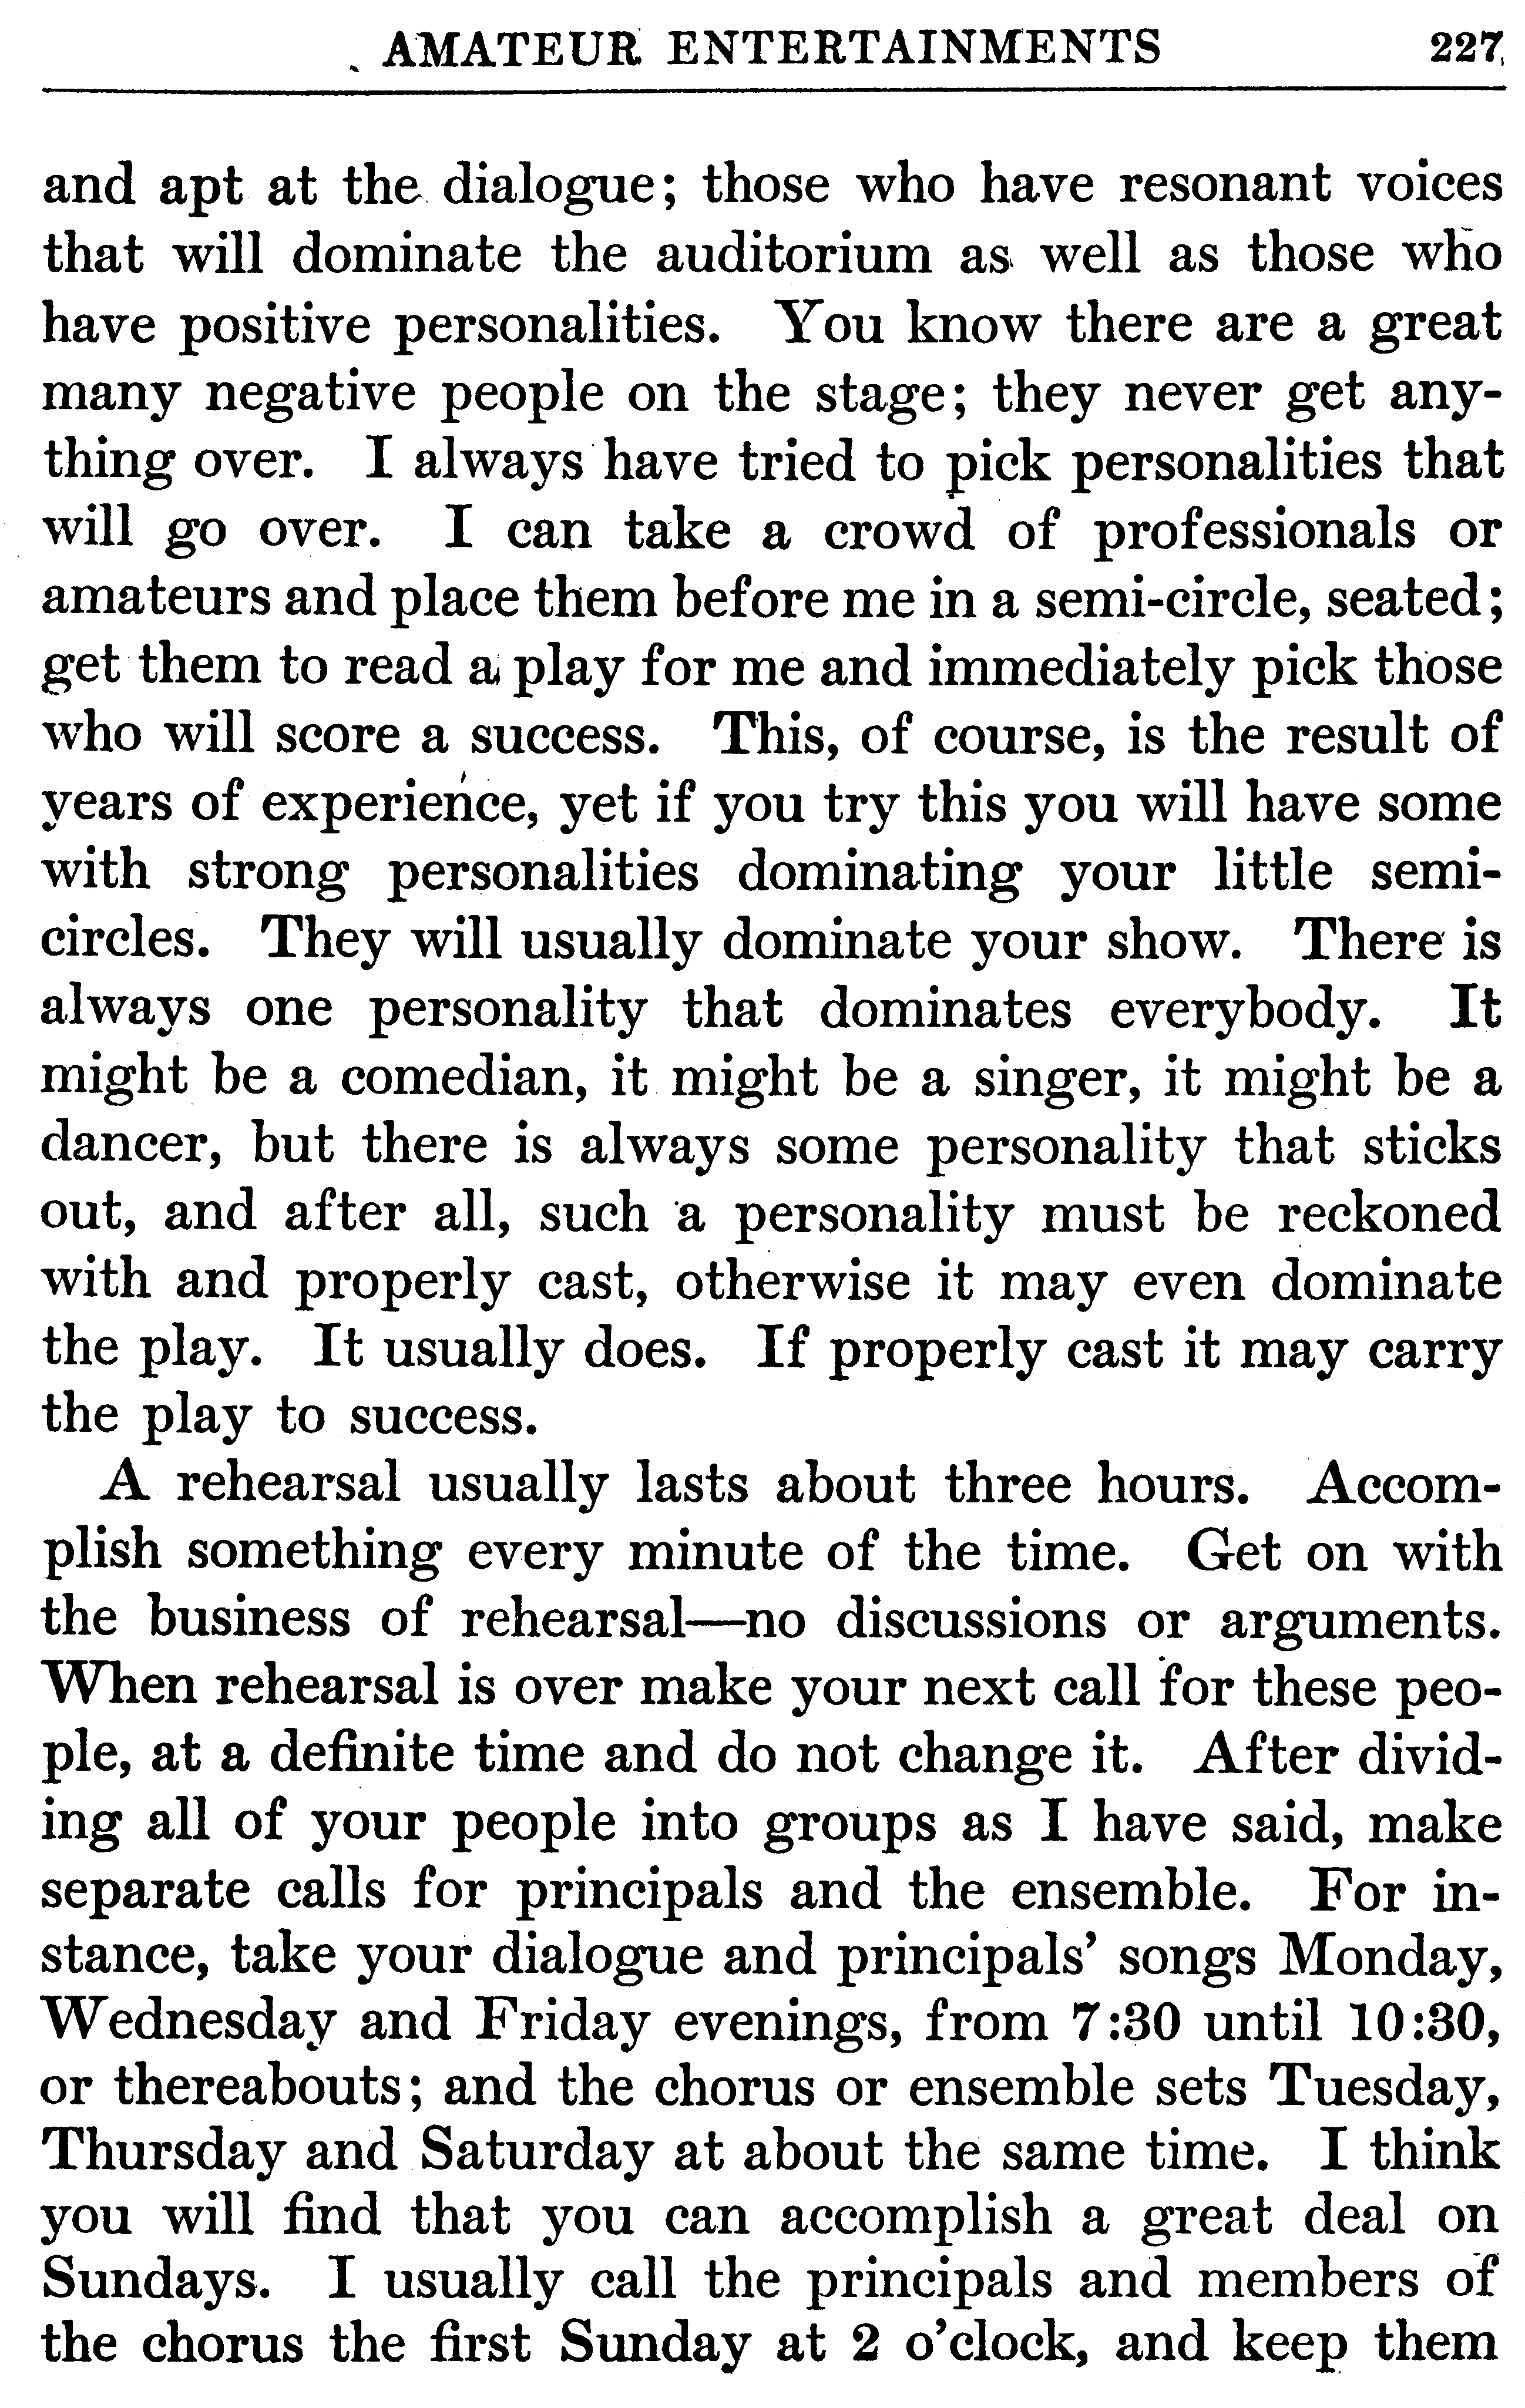 AMATEUR ENTERTAINMENTS 227
and apt at the dialogue; those who have resonant voices
that will dominate the auditorium as well as those who
have positive personalities. You know there are a great
many negative people on the stage; they never get any-
thing over. I always have tried to pick personalities that
will go over. I can take a crowd of professionals or
amateurs and place them before me in a semi-circle, seated;
get them to read a play for me and immediately pick those
who will score a success. This, of course, is the result of
years of experience, yet if you try this you will have some
with strong personalities dominating your little semi-
circles. They will usually dominate your show. There is
always one personality that dominates everybody. It
might be a comedian, it might be a singer, it might be a
dancer, but there is always some personality that sticks
out, and after all, such a personality must be reckoned
with and properly cast, otherwise it may even dominate
the play. It usually does. If properly cast it may carry
the play to success.
A rehearsal usually lasts about three hours. Accom-
plish something every minute of the time. Get on with
the business of rehearsal—no discussions or arguments.
When rehearsal is over make your next call for these peo-
ple, at a definite time and do not change it. After divid-
ing all of your people into groups as I have said, make
separate calls for principals and the ensemble. For in-
stance, take your dialogue and principals' songs Monday,
Wednesday and Friday evenings, from 7:30 until 10:30,
or thereabouts; and the chorus or ensemble sets Tuesday,
Thursday and Saturday at about the same time. I think
you will find that you can accomplish a great deal on
Sundays. I usually call the principals and members of
the chorus the first Sunday at 2 o'clock, and keep them